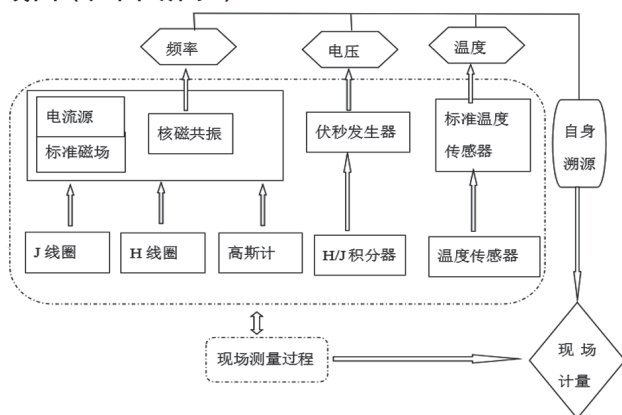 频率
电压
温度
电流源
标准磁场
核磁共振
伏秒发生器
标准温度
传感器
自身
溯源
J 线圈
H 线圈
高斯计
H/J 积分器
温度传感器
现场测量过程
现 场
计量